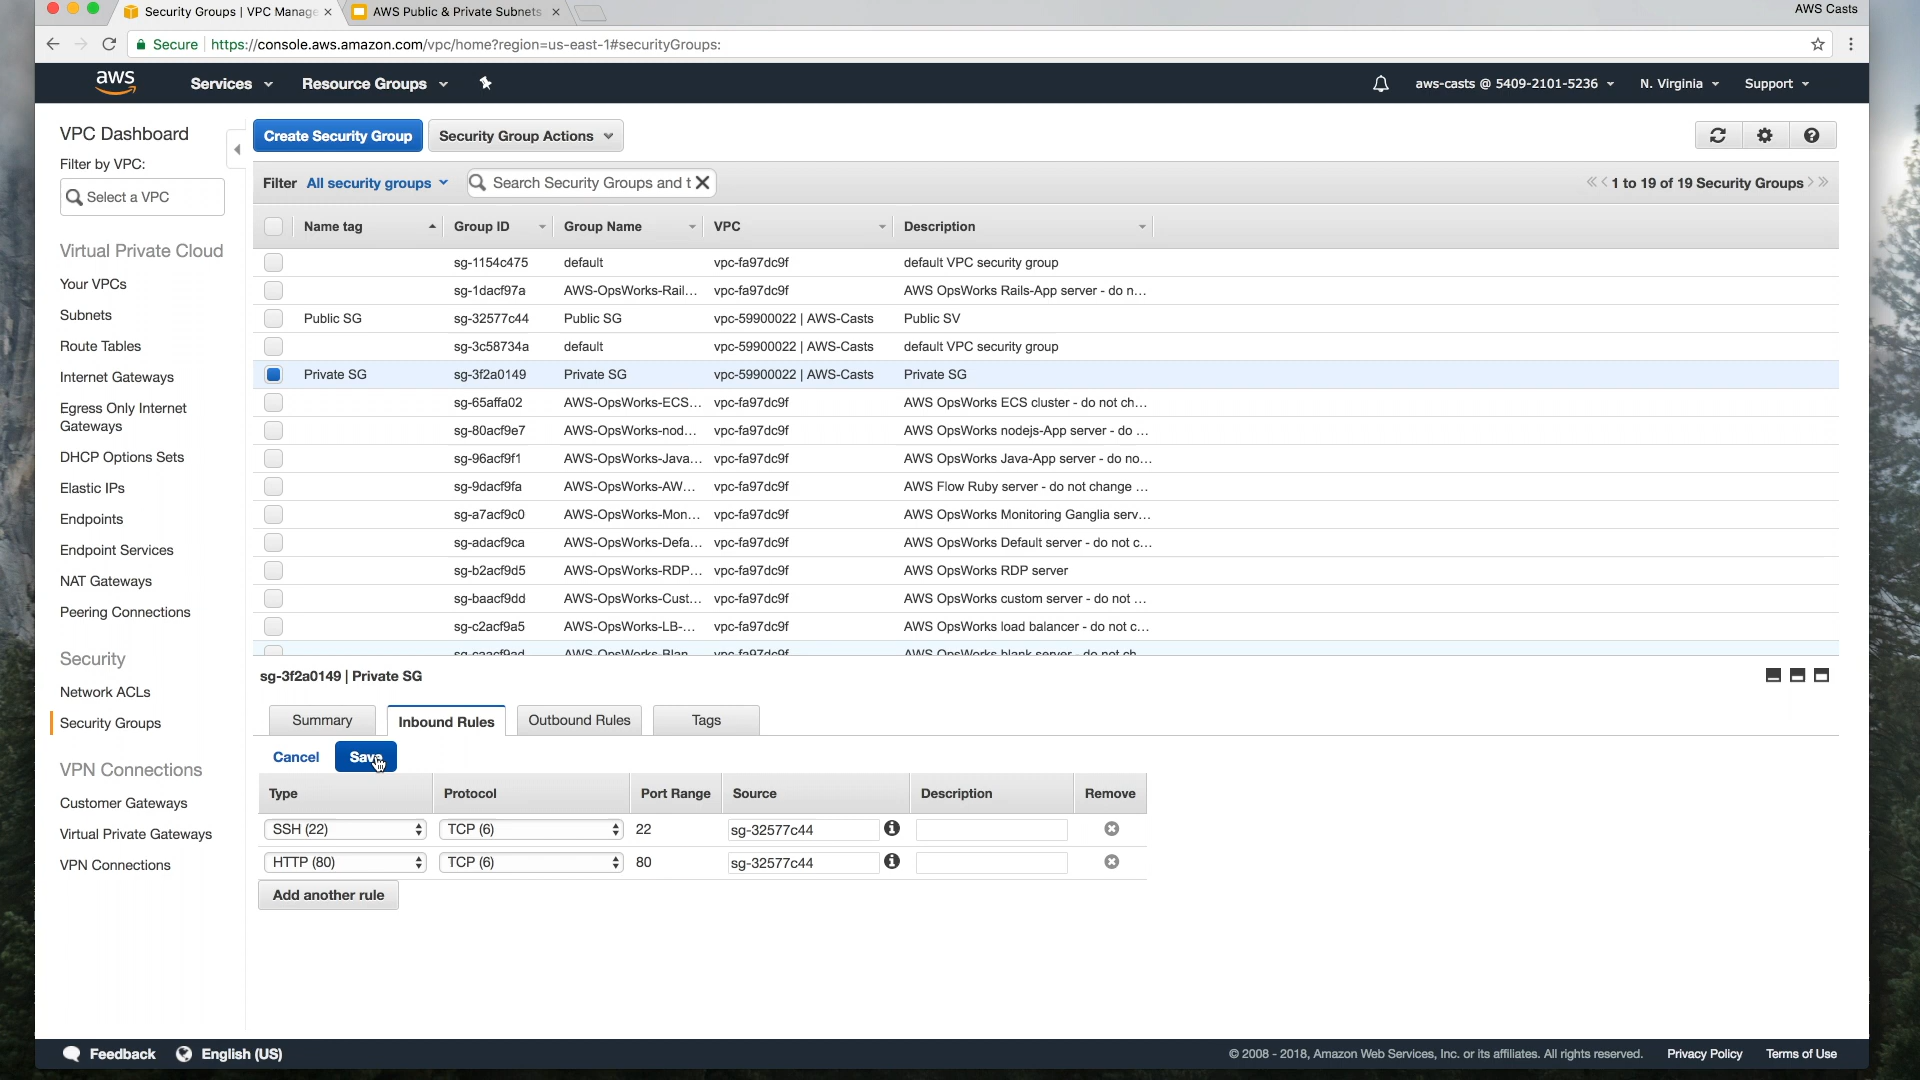 Security Groups | VPC Manage
AWS Public & Private Subnets
AWS Casts
Secure
https://console.aws.amazon.com/vpc/home?region=us-east-1#securityGroups:
aws
Services
Resource Groups
aws-casts @ 5409-2101-5236
N. Virginia
Support
VPC Dashboard
Filter by VPC:
Select a VPC
Virtual Private Cloud
Your VPCs
Subnets
Route Tables
Internet Gateways
Egress Only Internet
Gateways
DHCP Options Sets
Elastic IPs
Endpoints
Endpoint Services
NAT Gateways
Peering Connections
Security
Network ACLs
Security Groups
VPN Connections
Customer Gateways
Virtual Private Gateways
VPN Connections
Create Security Group
Security Group Actions
Filter All security groups
Search Security Groups and t
1 to 19 of 19 Security Groups
Name tag Group ID Group Name VPC Description
sg-1154c475 default vpc-fa97dc9f default VPC security group
sg-1dacf97a AWS-OpsWorks-Rail... vpc-fa97dc9f AWS OpsWorks Rails-App server - do n...
Public SG sg-32577c44 Public SG vpc-59900022 | AWS-Casts Public SV
sg-3c58734a default vpc-59900022 | AWS-Casts default VPC security group
Private SG sg-3f2a0149 Private SG vpc-59900022 | AWS-Casts Private SG
sg-65affa02 AWS-OpsWorks-ECS... vpc-fa97dc9f AWS OpsWorks ECS cluster - do not ch...
sg-80acf9e7 AWS-OpsWorks-nod... vpc-fa97dc9f AWS OpsWorks nodejs-App server - do ...
sg-96acf9f1 AWS-OpsWorks-Java... vpc-fa97dc9f AWS OpsWorks Java-App server - do no...
sg-9dacf9fa AWS-OpsWorks-AW... vpc-fa97dc9f AWS Flow Ruby server - do not change ...
sg-a7acf9c0 AWS-OpsWorks-Mon... vpc-fa97dc9f AWS OpsWorks Monitoring Ganglia serv...
sg-adacf9ca AWS-OpsWorks-Defa... vpc-fa97dc9f AWS OpsWorks Default server - do not c...
sg-b2acf9d5 AWS-OpsWorks-RDP... vpc-fa97dc9f AWS OpsWorks RDP server
sg-baacf9dd AWS-OpsWorks-Cust... vpc-fa97dc9f AWS OpsWorks custom server - do not ...
sg-c2acf9a5 AWS-OpsWorks-LB-... vpc-fa97dc9f AWS OpsWorks load balancer - do not c...
sg-caacf9ad AWS-OpsWorks-Blan... vpc-fa97dc9f AWS OpsWorks blank server - do not ch...
sg-3f2a0149 | Private SG
Summary
Inbound Rules
Outbound Rules
Tags
Cancel
Save
Type Protocol Port Range Source Description Remove
SSH (22) TCP (6) 22 sg-32577c44
HTTP (80) TCP (6) 80 sg-32577c44
Add another rule
Feedback
English (US)
© 2008 - 2018, Amazon Web Services, Inc. or its affiliates. All rights reserved.
Privacy Policy
Terms of Use